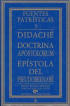 FUENTES
PATRÍSTICAS
3
DIDACHÉ
DOCTRINA
APOSTOLORUM
EPÍSTOLA
DEL
PSEUDOBERNABÉ